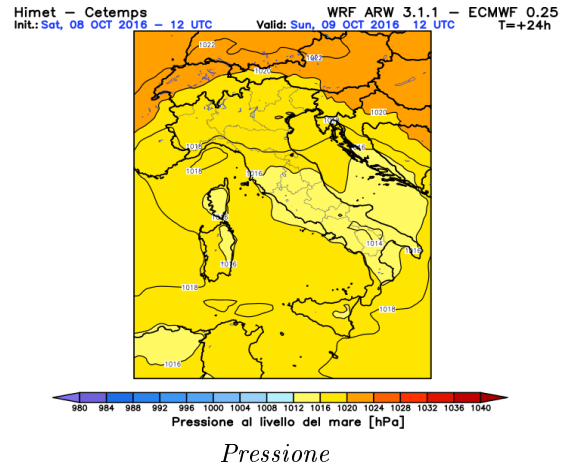 Himet – Cetemps WRF ARW 3.1.1 – ECMWF 0.25
Init.: Sat, 08 OCT 2016 – 12 UTC Valid: Sun, 09 OCT 2016 12 UTC T=+24h
1022
1022
1020
1020
1018
1018
1016
1016
1014
1016
1018
1018
1016
980 984 988 992 996 1000 1004 1008 1012 1016 1020 1024 1028 1032 1036 1040
Pressione al livello del mare [hPa]
Pressione